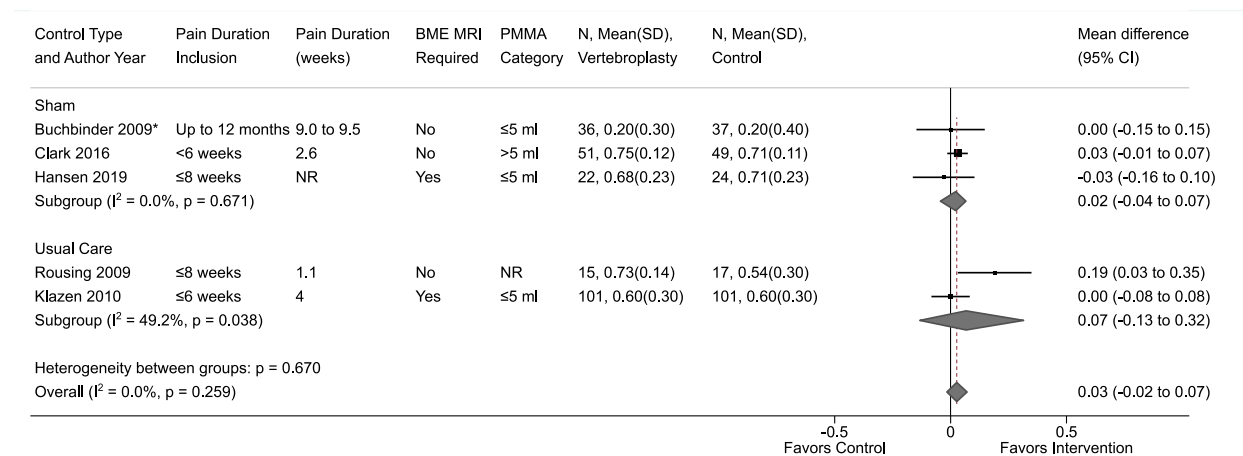 Control Type Pain Duration Pain Duration BME MRI PMMA N, Mean(SD), N, Mean(SD), Mean difference
and Author Year Inclusion (weeks) Required Category Vertebroplasty Control (95% CI)
Sham
Buchbinder 2009* Up to 12 months 9.0 to 9.5 No ≤5 ml 36, 0.20(0.30) 37, 0.20(0.40) 0.00 (-0.15 to 0.15)
Clark 2016 <6 weeks 2.6 No >5 ml 51, 0.75(0.12) 49, 0.71(0.11) 0.03 (-0.01 to 0.07)
Hansen 2019 ≤8 weeks NR Yes ≤5 ml 22, 0.68(0.23) 24, 0.71(0.23) -0.03 (-0.16 to 0.10)
Subgroup (I² = 0.0%, p = 0.671) 0.02 (-0.04 to 0.07)
Usual Care
Rousing 2009 ≤8 weeks 1.1 No NR 15, 0.73(0.14) 17, 0.54(0.30) 0.19 (0.03 to 0.35)
Klazen 2010 ≤6 weeks 4 Yes ≤5 ml 101, 0.60(0.30) 101, 0.60(0.30) 0.00 (-0.08 to 0.08)
Subgroup (I² = 49.2%, p = 0.038) 0.07 (-0.13 to 0.32)
Heterogeneity between groups: p = 0.670
Overall (I² = 0.0%, p = 0.259) 0.03 (-0.02 to 0.07)
-0.5 0 0.5
Favors Control Favors Intervention